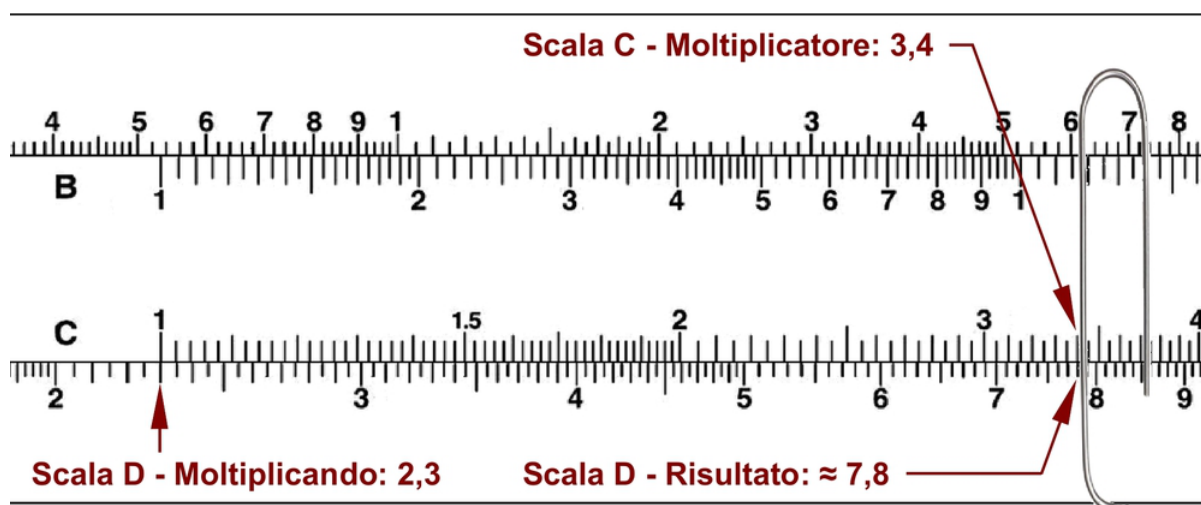 Scala C - Moltiplicatore: 3,4
4 5 6 7 8 9 1 2 3 4 5 6 7 8
B 1 2 3 4 5 6 7 8 9 1
C 1 1.5 2 3 4
2 3 4 5 6 7 8 9
Scala D - Moltiplicando: 2,3 Scala D - Risultato: ≈ 7,8